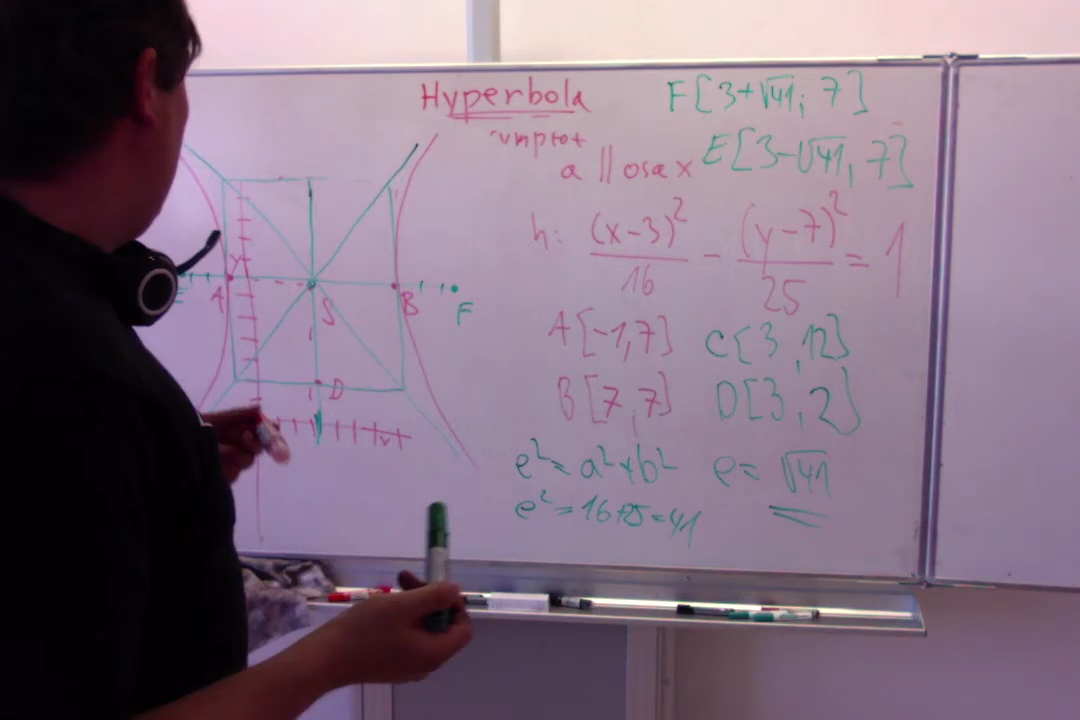 Hyperbola
F[3+√41; 7]
a || osa x
E[3-√41, 7]
h: (x-3)²/16 - (y-7)²/25 = 1
A[-1,7] C[3,12]
B[7,7] D[3,2]
e²=a²+b² e=√41
e²=16+25=41
y
A
S
B
F
D
x